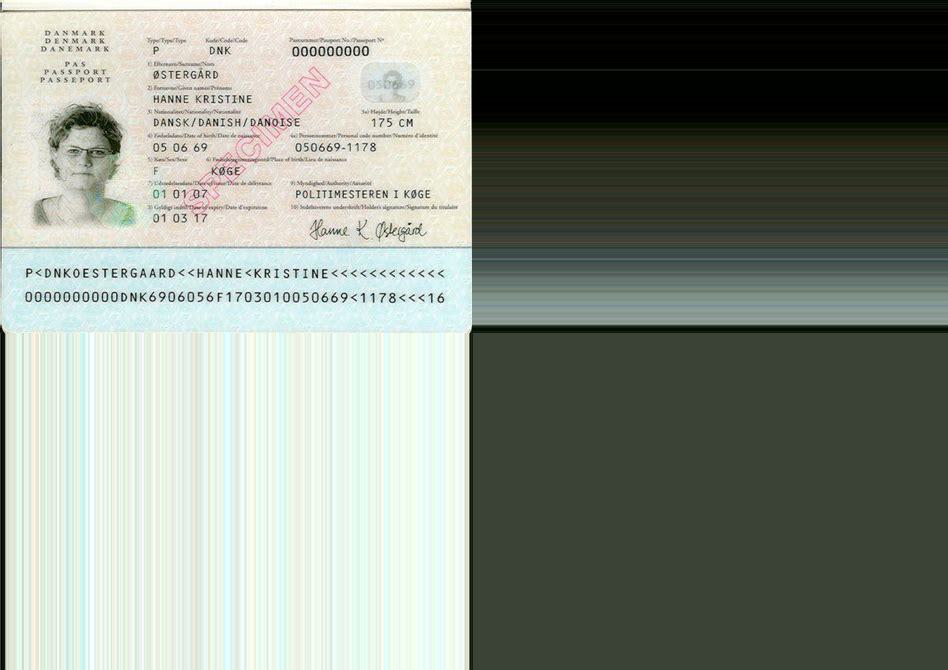 DANMARK
DENMARK
DANEMARK
PAS
PASSPORT
PASSEPORT
Type/Type/Type Kode/Code/Code Pasnummer/Passport No./Passeport N°
P DNK 000000000
1) Efternavn/Surname/Nom
ØSTERGÅRD
050669
2) Fornavne/Given names/Prénoms
HANNE KRISTINE
3) Nationalitet/Nationality/Nationalité 3a) Højde/Height/Taille
DANSK/DANISH/DANOISE 175 CM
4) Fødselsdato/Date of birth/Date de naissance 4a) Personnummer/Personal code number/Numéro d'identité
05 06 69 050669-1178
5) Køn/Sex/Sexe 6) Fødselsregistreringssted/Place of birth/Lieu de naissance
F KØGE
7) Udstedelsesdato/Date of issue/Date de délivrance 9) Myndighed/Authority/Autorité
01 01 07 POLITIMESTEREN I KØGE
8) Gyldigt indtil/Date of expiry/Date d'expiration 10) Indehaverens underskrift/Holder's signature/Signature du titulaire
01 03 17
Hanne K Østergård
SPECIMEN
P<DNKOESTERGAARD<<HANNE<KRISTINE<<<<<<<<<<<<
0000000000DNK6906056F1703010050669<1178<<<16